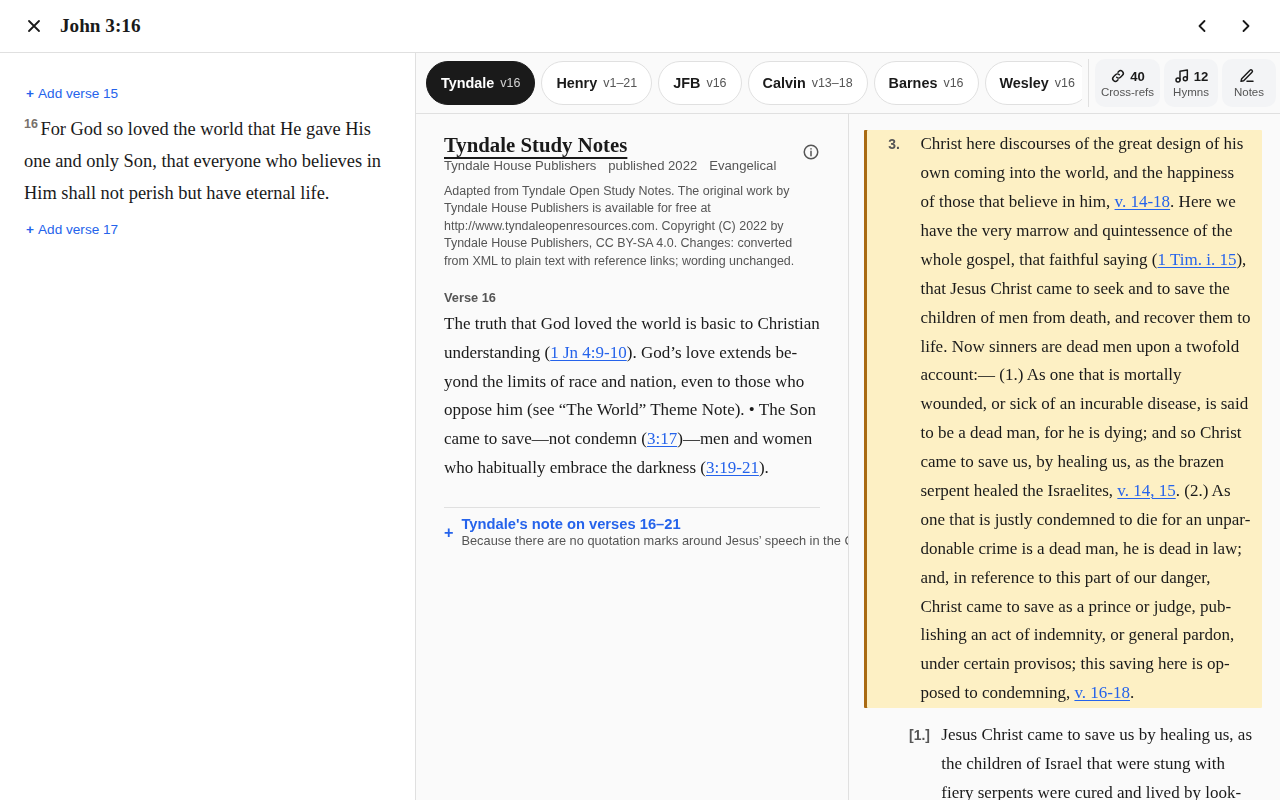 John 3:16
+ Add verse 15
16 For God so loved the world that He gave His
one and only Son, that everyone who believes in
Him shall not perish but have eternal life.
+ Add verse 17
Tyndale v16
Henry v1–21
JFB v16
Calvin v13–18
Barnes v16
Wesley v16
40
Cross-refs
12
Hymns
Notes
Tyndale Study Notes
Tyndale House Publishers published 2022 Evangelical
Adapted from Tyndale Open Study Notes. The original work by
Tyndale House Publishers is available for free at
http://www.tyndaleopenresources.com. Copyright (C) 2022 by
Tyndale House Publishers, CC BY-SA 4.0. Changes: converted
from XML to plain text with reference links; wording unchanged.
Verse 16
The truth that God loved the world is basic to Christian
understanding (1 Jn 4:9-10). God’s love extends be-
yond the limits of race and nation, even to those who
oppose him (see “The World” Theme Note). • The Son
came to save—not condemn (3:17)—men and women
who habitually embrace the darkness (3:19-21).
+ Tyndale's note on verses 16–21
Because there are no quotation marks around Jesus’ speech in the
3. Christ here discourses of the great design of his
own coming into the world, and the happiness
of those that believe in him, v. 14-18. Here we
have the very marrow and quintessence of the
whole gospel, that faithful saying (1 Tim. i. 15),
that Jesus Christ came to seek and to save the
children of men from death, and recover them to
life. Now sinners are dead men upon a twofold
account:— (1.) As one that is mortally
wounded, or sick of an incurable disease, is said
to be a dead man, for he is dying; and so Christ
came to save us, by healing us, as the brazen
serpent healed the Israelites, v. 14, 15. (2.) As
one that is justly condemned to die for an unpar-
donable crime is a dead man, he is dead in law;
and, in reference to this part of our danger,
Christ came to save as a prince or judge, pub-
lishing an act of indemnity, or general pardon,
under certain provisos; this saving here is op-
posed to condemning, v. 16-18.
[1.] Jesus Christ came to save us by healing us, as
the children of Israel that were stung with
fiery serpents were cured and lived by look-